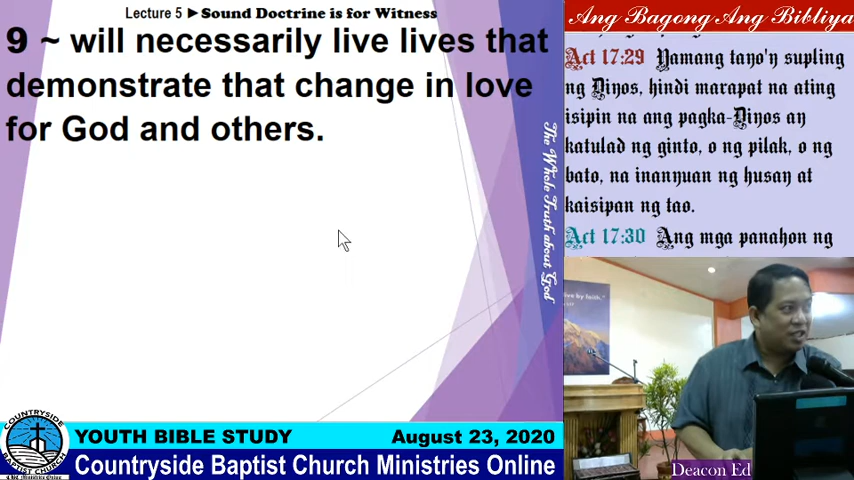 Lecture 5 ►Sound Doctrine is for Witness
9 ~ will necessarily live lives that
demonstrate that change in love
for God and others.
The Whole Truth about God
Ang Bagong Ang Bibliya
Act 17:29 Yamang tayo'y supling
ng Diyos, hindi marapat na ating
isipin na ang pagka-Diyos ay
katulad ng ginto, o ng pilak, o ng
bato, na inanyuan ng husay at
kaisipan ng tao.
Act 17:30 Ang mga panahon ng
live by faith."
Deacon Ed
COUNTRYSIDE
BAPTIST CHURCH
YOUTH BIBLE STUDY August 23, 2020
Countryside Baptist Church Ministries Online